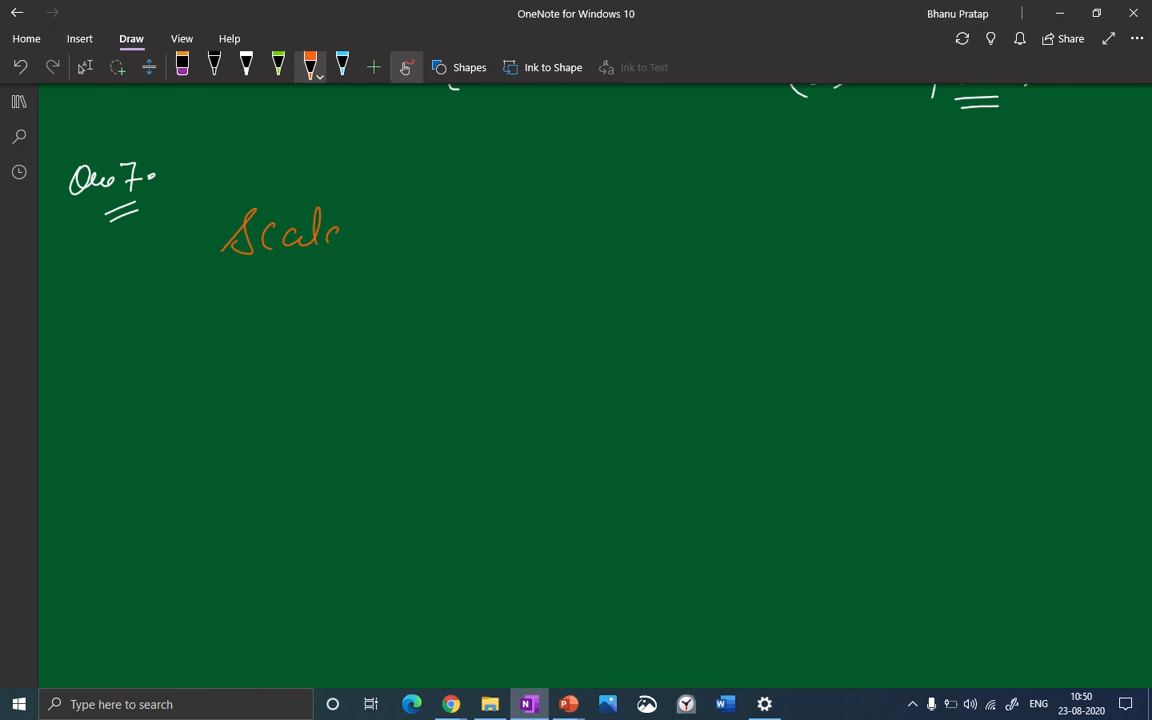 OneNote for Windows 10
Bhanu Pratap
Home Insert Draw View Help
Share
Shapes Ink to Shape Ink to Text
Que 7.
Scala
Type here to search
ENG
10:50
23-08-2020